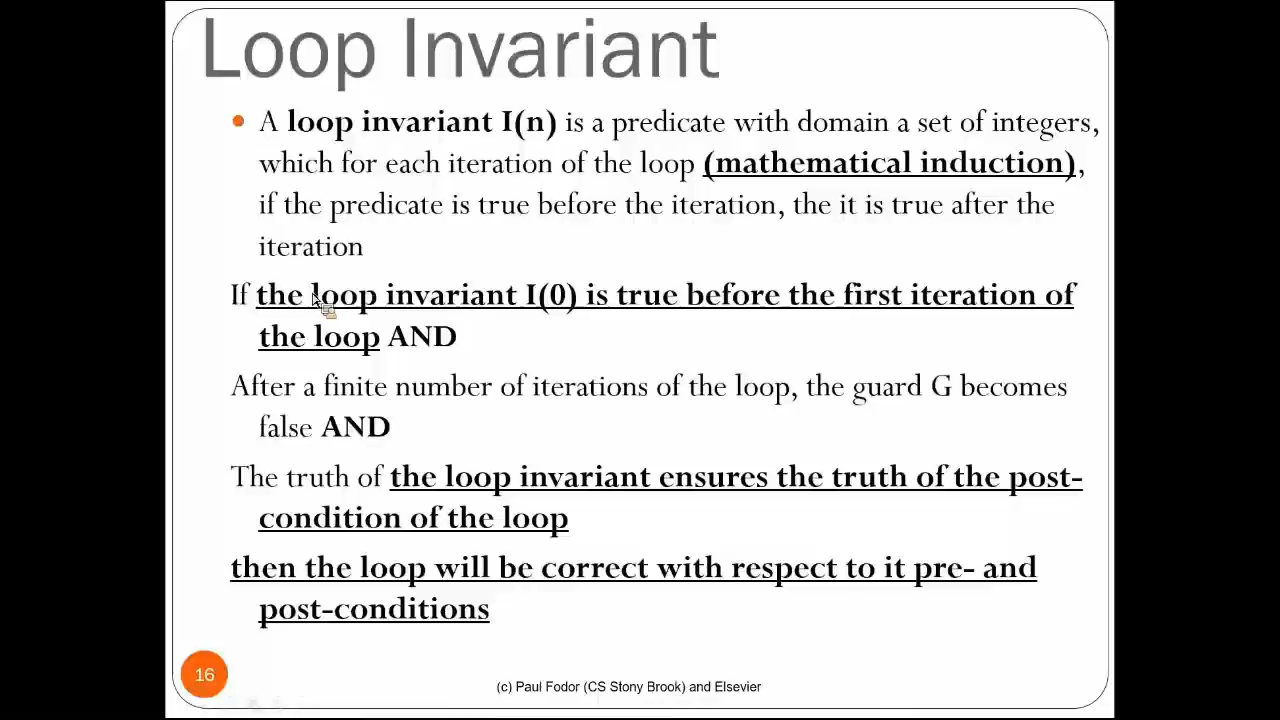 Loop Invariant
A loop invariant I(n) is a predicate with domain a set of integers,
which for each iteration of the loop (mathematical induction),
if the predicate is true before the iteration, the it is true after the
iteration
If the loop invariant I(0) is true before the first iteration of
the loop AND
After a finite number of iterations of the loop, the guard G becomes
false AND
The truth of the loop invariant ensures the truth of the post-
condition of the loop
then the loop will be correct with respect to it pre- and
post-conditions
16
(c) Paul Fodor (CS Stony Brook) and Elsevier